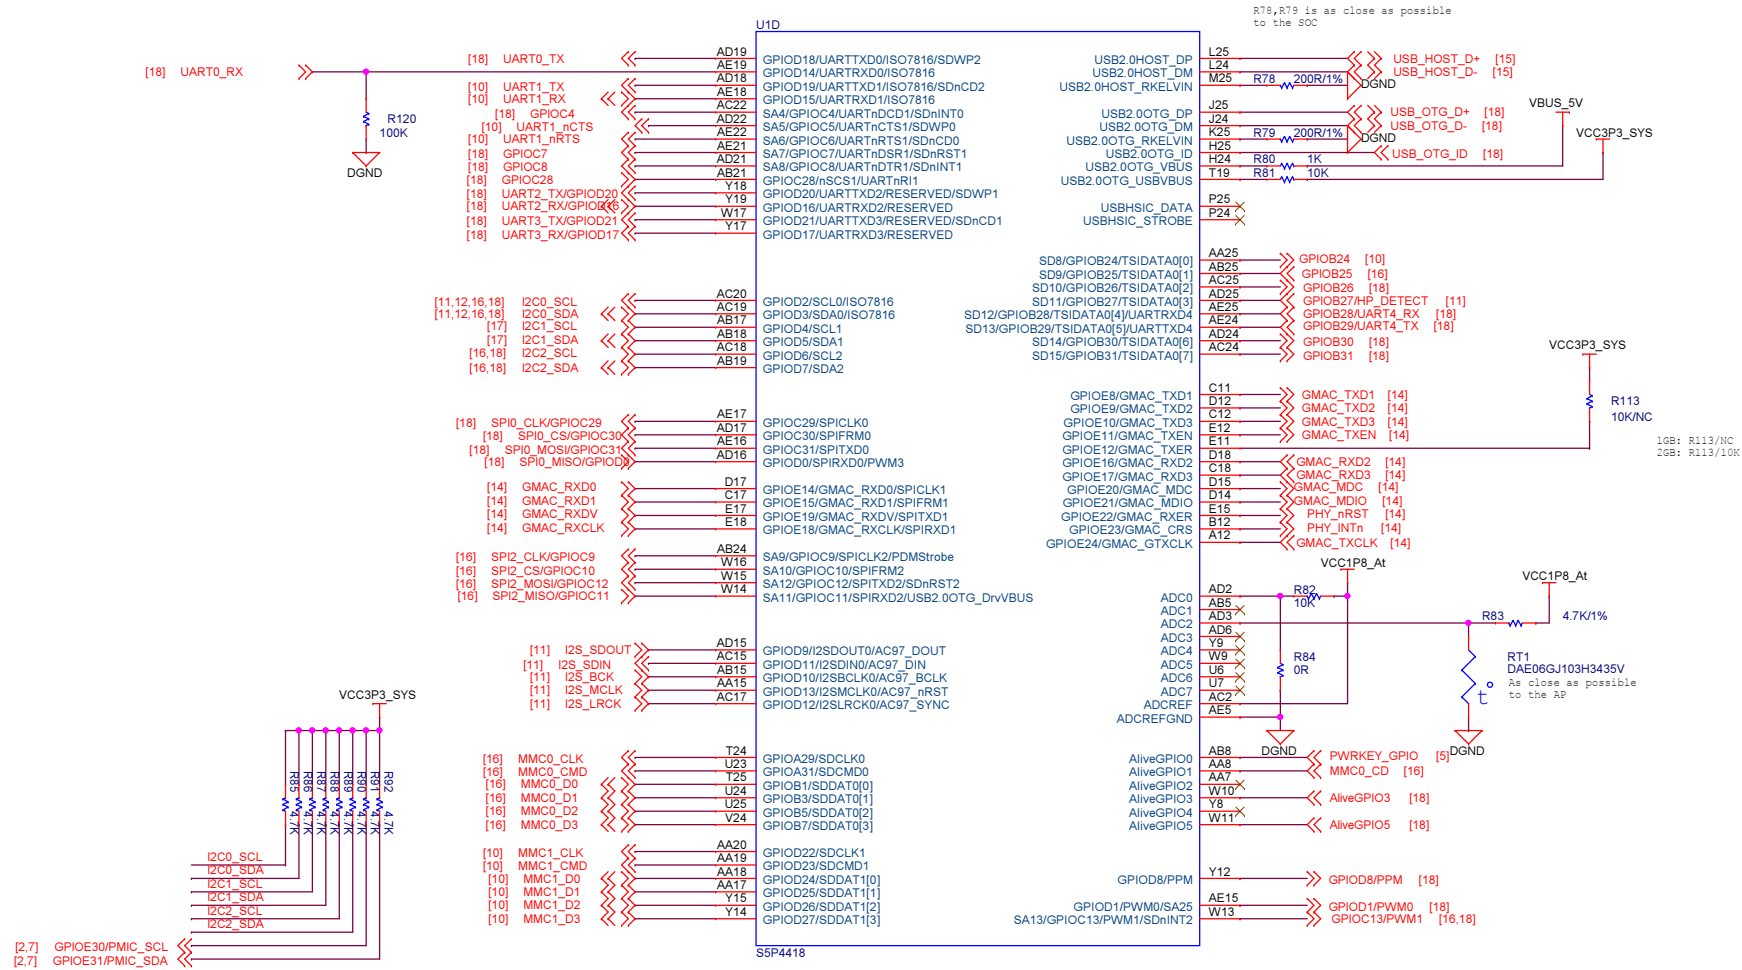 R78,R79 is as close as possible
to the SOC
U1D
[18] UART0_TX AD19 GPIOD18/UARTTXD0/ISO7816/SDWP2
[18] UART0_RX AE19 GPIOD14/UARTRXD0/ISO7816
[10] UART1_TX AD18 GPIOD19/UARTTXD1/ISO7816/SDnCD2
[10] UART1_RX AE18 GPIOD15/UARTRXD1/ISO7816
[18] GPIOC4 AC22 SA4/GPIOC4/UARTnDCD1/SDnINT0
[10] UART1_nCTS AD22 SA5/GPIOC5/UARTnCTS1/SDWP0
[10] UART1_nRTS AE22 SA6/GPIOC6/UARTnRTS1/SDnCD0
[18] GPIOC7 AE21 SA7/GPIOC7/UARTnDSR1/SDnRST1
[18] GPIOC8 AD21 SA8/GPIOC8/UARTnDTR1/SDnINT1
[18] GPIOC28 AB21 GPIOC28/nSCS1/UARTnRI1
[18] UART2_TX/GPIOD20 Y18 GPIOD20/UARTTXD2/RESERVED/SDWP1
[18] UART2_RX/GPIOD16 Y19 GPIOD16/UARTRXD2/RESERVED
[18] UART3_TX/GPIOD21 W17 GPIOD21/UARTTXD3/RESERVED/SDnCD1
[18] UART3_RX/GPIOD17 Y17 GPIOD17/UARTRXD3/RESERVED
R120
100K
DGND
[11,12,16,18] I2C0_SCL AC20 GPIOD2/SCL0/ISO7816
[11,12,16,18] I2C0_SDA AC19 GPIOD3/SDA0/ISO7816
[17] I2C1_SCL AB17 GPIOD4/SCL1
[17] I2C1_SDA AB18 GPIOD5/SDA1
[16,18] I2C2_SCL AC18 GPIOD6/SCL2
[16,18] I2C2_SDA AB19 GPIOD7/SDA2
[18] SPI0_CLK/GPIOC29 AE17 GPIOC29/SPICLK0
[18] SPI0_CS/GPIOC30 AD17 GPIOC30/SPIFRM0
[18] SPI0_MOSI/GPIOC31 AE16 GPIOC31/SPITXD0
[18] SPI0_MISO/GPIOD0 AD16 GPIOD0/SPIRXD0/PWM3
[14] GMAC_RXD0 D17 GPIOE14/GMAC_RXD0/SPICLK1
[14] GMAC_RXD1 C17 GPIOE15/GMAC_RXD1/SPIFRM1
[14] GMAC_RXDV E17 GPIOE19/GMAC_RXDV/SPITXD1
[14] GMAC_RXCLK E18 GPIOE18/GMAC_RXCLK/SPIRXD1
[16] SPI2_CLK/GPIOC9 AB24 SA9/GPIOC9/SPICLK2/PDMStrobe
[16] SPI2_CS/GPIOC10 W16 SA10/GPIOC10/SPIFRM2
[16] SPI2_MOSI/GPIOC12 W15 SA12/GPIOC12/SPITXD2/SDnRST2
[16] SPI2_MISO/GPIOC11 W14 SA11/GPIOC11/SPIRXD2/USB2.0OTG_DrvVBUS
[11] I2S_SDOUT AD15 GPIOD9/I2SDOUT0/AC97_DOUT
[11] I2S_SDIN AC15 GPIOD11/I2SDIN0/AC97_DIN
[11] I2S_BCK AB15 GPIOD10/I2SBCLK0/AC97_BCLK
[11] I2S_MCLK AA15 GPIOD13/I2SMCLK0/AC97_nRST
[11] I2S_LRCK AC17 GPIOD12/I2SLRCK0/AC97_SYNC
[16] MMC0_CLK T24 GPIOA29/SDCLK0
[16] MMC0_CMD U23 GPIOA31/SDCMD0
[16] MMC0_D0 T25 GPIOB1/SDDAT0[0]
[16] MMC0_D1 U24 GPIOB3/SDDAT0[1]
[16] MMC0_D2 U25 GPIOB5/SDDAT0[2]
[16] MMC0_D3 V24 GPIOB7/SDDAT0[3]
[10] MMC1_CLK AA20 GPIOD22/SDCLK1
[10] MMC1_CMD AA19 GPIOD23/SDCMD1
[10] MMC1_D0 AA18 GPIOD24/SDDAT1[0]
[10] MMC1_D1 AA17 GPIOD25/SDDAT1[1]
[10] MMC1_D2 Y15 GPIOD26/SDDAT1[2]
[10] MMC1_D3 Y14 GPIOD27/SDDAT1[3]
S5P4418
VCC3P3_SYS
R85 4.7K
R86 4.7K
R87 4.7K
R88 4.7K
R89 4.7K
R90 4.7K
R91 4.7K
R92 4.7K
I2C0_SCL
I2C0_SDA
I2C1_SCL
I2C1_SDA
I2C2_SCL
I2C2_SDA
[2,7] GPIOE30/PMIC_SCL
[2,7] GPIOE31/PMIC_SDA
USB2.0HOST_DP L25 USB_HOST_D+ [15]
USB2.0HOST_DM L24 USB_HOST_D- [15]
USB2.0HOST_RKELVIN M25 R78 200R/1% DGND
USB2.0OTG_DP J25 USB_OTG_D+ [18]
USB2.0OTG_DM J24 USB_OTG_D- [18]
USB2.0OTG_RKELVIN K25 R79 200R/1% DGND
USB2.0OTG_ID H25 USB_OTG_ID [18]
USB2.0OTG_VBUS H24 R80 1K VBUS_5V
USB2.0OTG_USBVBUS T19 R81 10K VCC3P3_SYS
USBHSIC_DATA P25
USBHSIC_STROBE P24
SD8/GPIOB24/TSIDATA0[0] AA25 GPIOB24 [10]
SD9/GPIOB25/TSIDATA0[1] AB25 GPIOB25 [16]
SD10/GPIOB26/TSIDATA0[2] AC25 GPIOB26 [18]
SD11/GPIOB27/TSIDATA0[3] AD25 GPIOB27/HP_DETECT [11]
SD12/GPIOB28/TSIDATA0[4]/UARTRXD4 AE25 GPIOB28/UART4_RX [18]
SD13/GPIOB29/TSIDATA0[5]/UARTTXD4 AE24 GPIOB29/UART4_TX [18]
SD14/GPIOB30/TSIDATA0[6] AD24 GPIOB30 [18]
SD15/GPIOB31/TSIDATA0[7] AC24 GPIOB31 [18]
GPIOE8/GMAC_TXD1 C11 GMAC_TXD1 [14]
GPIOE9/GMAC_TXD2 D12 GMAC_TXD2 [14]
GPIOE10/GMAC_TXD3 C12 GMAC_TXD3 [14]
GPIOE11/GMAC_TXEN E12 GMAC_TXEN [14]
GPIOE12/GMAC_TXER E11
VCC3P3_SYS
R113
10K/NC
1GB: R113/NC
2GB: R113/10K
GPIOE16/GMAC_RXD2 D18 GMAC_RXD2 [14]
GPIOE17/GMAC_RXD3 C18 GMAC_RXD3 [14]
GPIOE20/GMAC_MDC D15 GMAC_MDC [14]
GPIOE21/GMAC_MDIO D14 GMAC_MDIO [14]
GPIOE22/GMAC_RXER E15 PHY_nRST [14]
GPIOE23/GMAC_CRS B12 PHY_INTn [14]
GPIOE24/GMAC_GTXCLK A12 GMAC_TXCLK [14]
VCC1P8_At
VCC1P8_At
ADC0 AD2 R82 10K
ADC1 AB5
ADC2 AD3 R83 4.7K/1%
ADC3 AD6
ADC4 Y9
ADC5 W9
ADC6 U6
ADC7 U7
ADCREF AC2
ADCREFGND AE5
R84
0R
DGND
RT1
DAE06GJ103H3435V
As close as possible
to the AP
t°
DGND
AliveGPIO0 AB8 PWRKEY_GPIO [5]
AliveGPIO1 AA8 MMC0_CD [16]
AliveGPIO2 AA7
AliveGPIO3 W10 AliveGPIO3 [18]
AliveGPIO4 Y8
AliveGPIO5 W11 AliveGPIO5 [18]
GPIOD8/PPM Y12 GPIOD8/PPM [18]
GPIOD1/PWM0/SA25 AE15 GPIOD1/PWM0 [18]
SA13/GPIOC13/PWM1/SDnINT2 W13 GPIOC13/PWM1 [16,18]